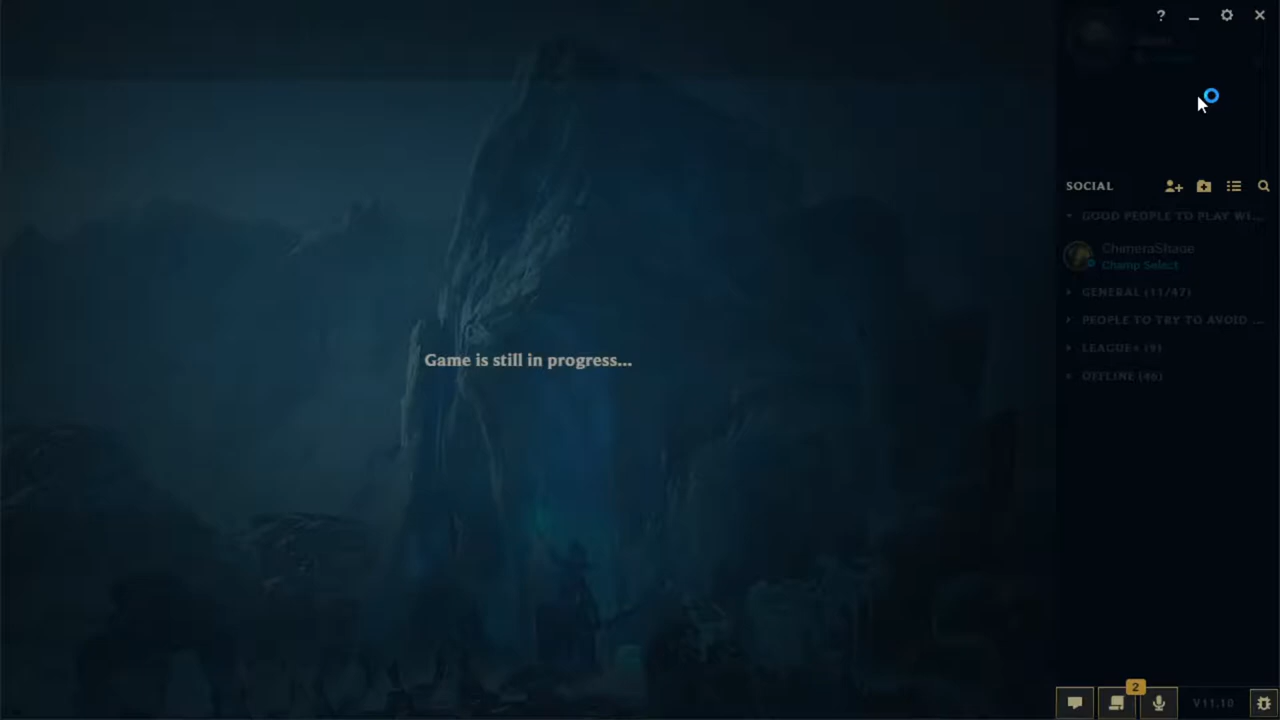 ?
SOCIAL
GOOD PEOPLE TO PLAY WI...
ChimeraShade
Champ Select
GENERAL (11/47)
PEOPLE TO TRY TO AVOID ...
Game is still in progress...
LEAGUE+ (9)
OFFLINE (46)
2
V11.10